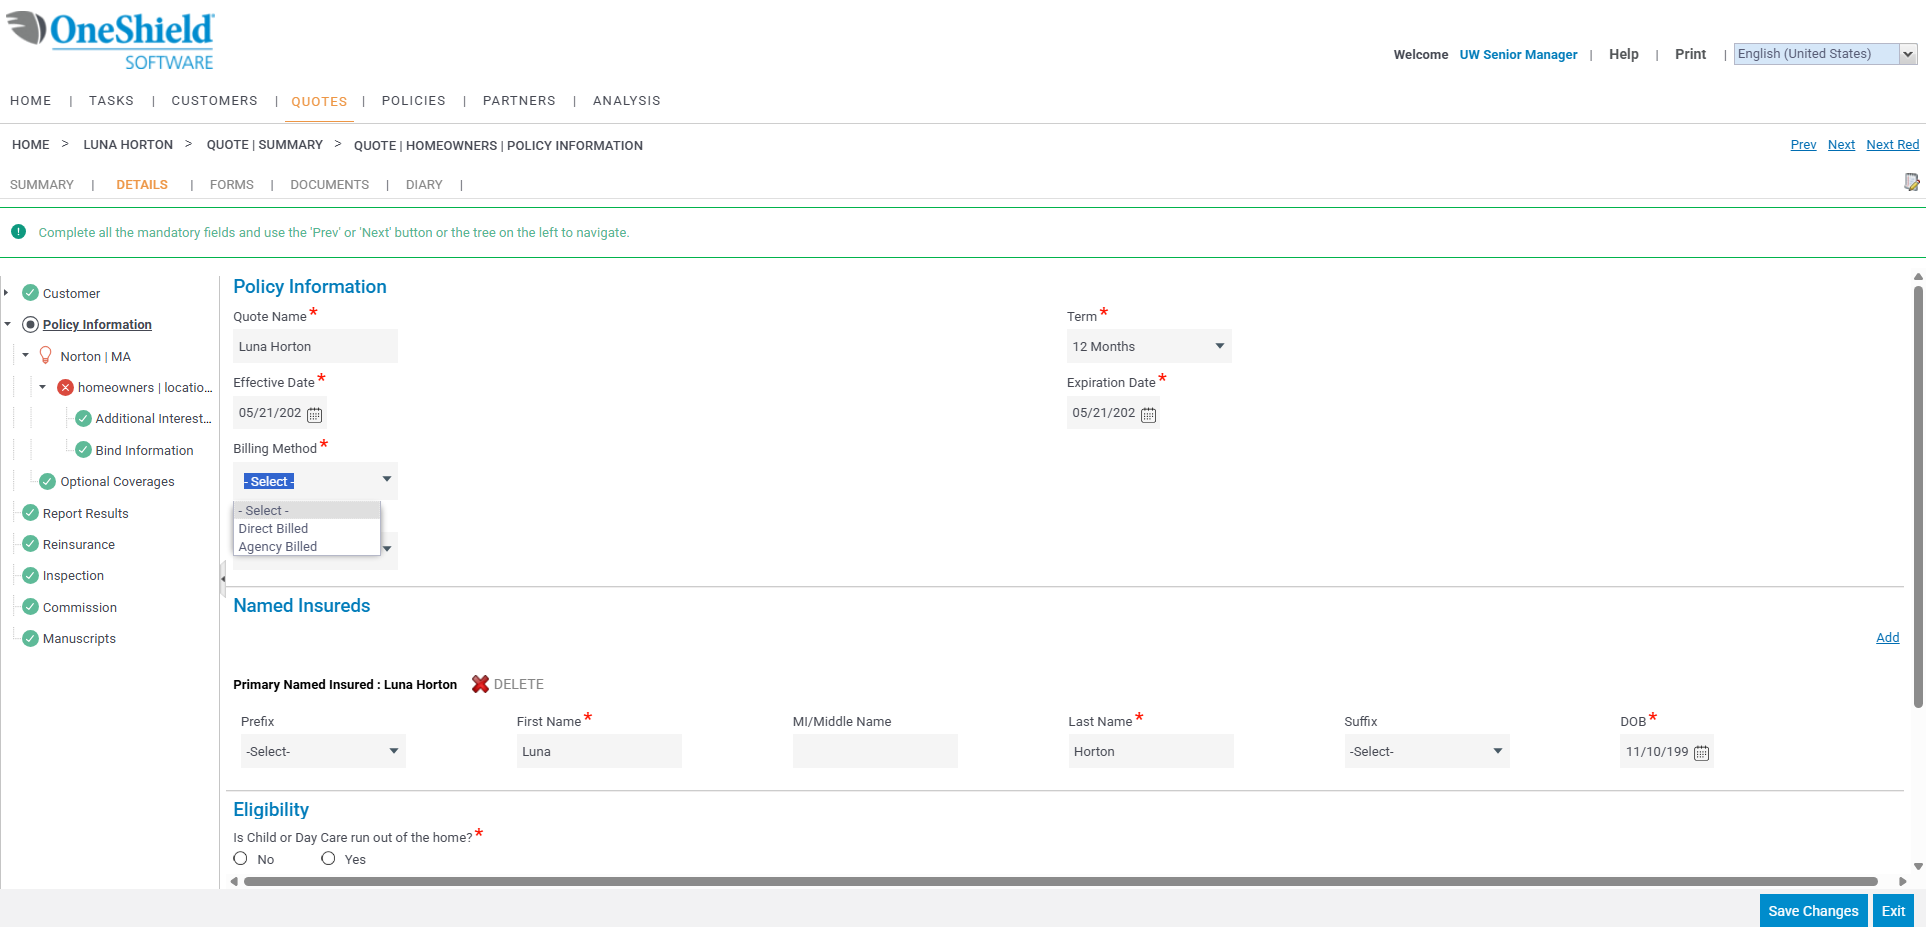 OneShield
SOFTWARE
Welcome UW Senior Manager | Help | Print | English (United States)
HOME | TASKS | CUSTOMERS | QUOTES | POLICIES | PARTNERS | ANALYSIS
HOME > LUNA HORTON > QUOTE | SUMMARY > QUOTE | HOMEOWNERS | POLICY INFORMATION
Prev Next Next Red
SUMMARY | DETAILS | FORMS | DOCUMENTS | DIARY |
Complete all the mandatory fields and use the 'Prev' or 'Next' button or the tree on the left to navigate.
Customer
Policy Information
Norton | MA
homeowners | locatio...
Additional Interest...
Bind Information
Optional Coverages
Report Results
Reinsurance
Inspection
Commission
Manuscripts
Policy Information
Quote Name *
Luna Horton
Term *
12 Months
Effective Date *
05/21/202
Expiration Date *
05/21/202
Billing Method *
- Select -
- Select -
Direct Billed
Agency Billed
Named Insureds
Add
Primary Named Insured : Luna Horton DELETE
Prefix First Name * MI/Middle Name Last Name * Suffix DOB *
-Select- Luna Horton -Select- 11/10/199
Eligibility
Is Child or Day Care run out of the home? *
No Yes
Save Changes Exit